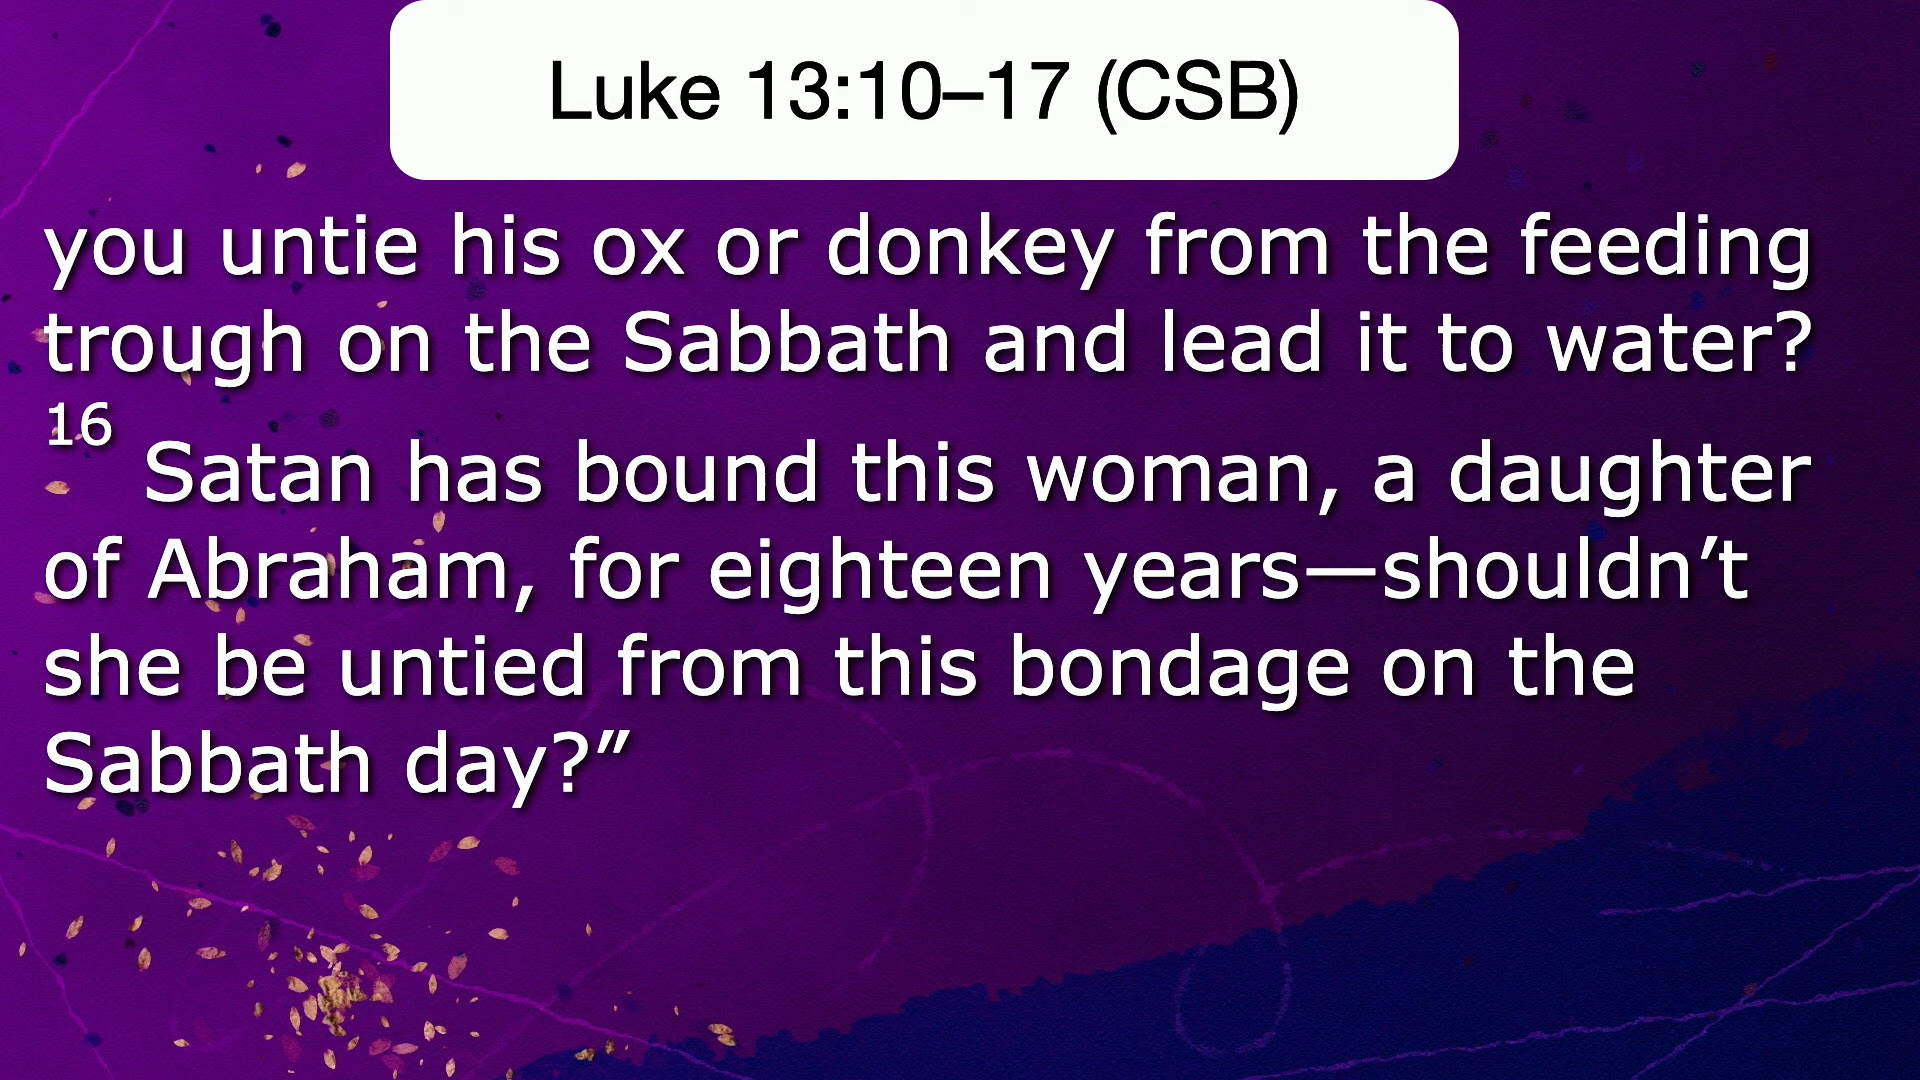 Luke 13:10–17 (CSB)
you untie his ox or donkey from the feeding
trough on the Sabbath and lead it to water?
16 Satan has bound this woman, a daughter
of Abraham, for eighteen years—shouldn’t
she be untied from this bondage on the
Sabbath day?”